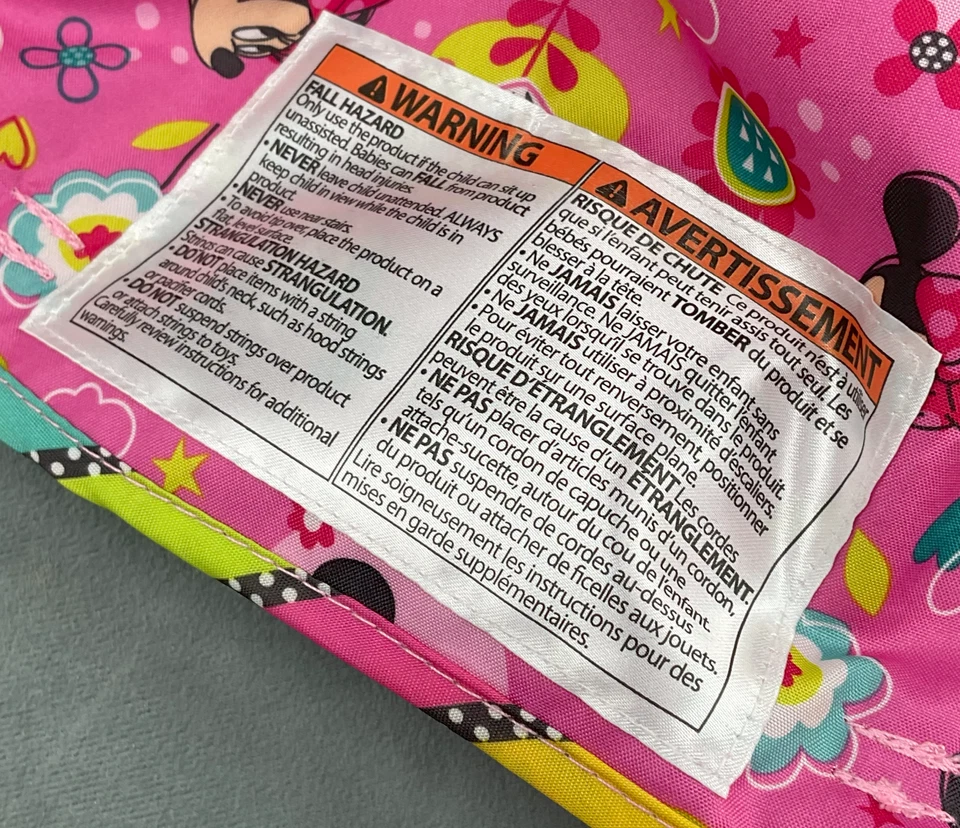 WARNING
FALL HAZARD
Only use the product if the child can sit up
unassisted. Babies can FALL from product
resulting in head injuries.
• NEVER leave child unattended. ALWAYS
keep child in view while the child is in
product.
• NEVER use near stairs.
• To avoid tip over, place the product on a
flat, level surface.
STRANGULATION HAZARD
Strings can cause STRANGULATION.
• DO NOT place items with a string
around child's neck, such as hood strings
or pacifier cords.
• DO NOT suspend strings over product
or attach strings to toys.
Carefully review instructions for additional
warnings.
AVERTISSEMENT
RISQUE DE CHUTE Ce produit n'est à utiliser
que si l'enfant peut tenir assis tout seul. Les
bébés pourraient TOMBER du produit et se
blesser à la tête.
• Ne JAMAIS laisser votre enfant sans
surveillance. Ne JAMAIS quitter l'enfant
des yeux lorsqu'il se trouve dans le produit.
• Ne JAMAIS utiliser à proximité d'escaliers.
• Pour éviter tout renversement, positionner
le produit sur une surface plane.
RISQUE D'ÉTRANGLEMENT! Les cordes
peuvent être la cause d'un ÉTRANGLEMENT.
• NE PAS placer d'articles munis d'un cordon,
tels qu'un cordon de capuche ou une
attache-sucette, autour du cou de l'enfant.
• NE PAS suspendre de cordes au-dessus
du produit ou attacher de ficelles aux jouets.
Lire soigneusement les instructions pour des
mises en garde supplémentaires.